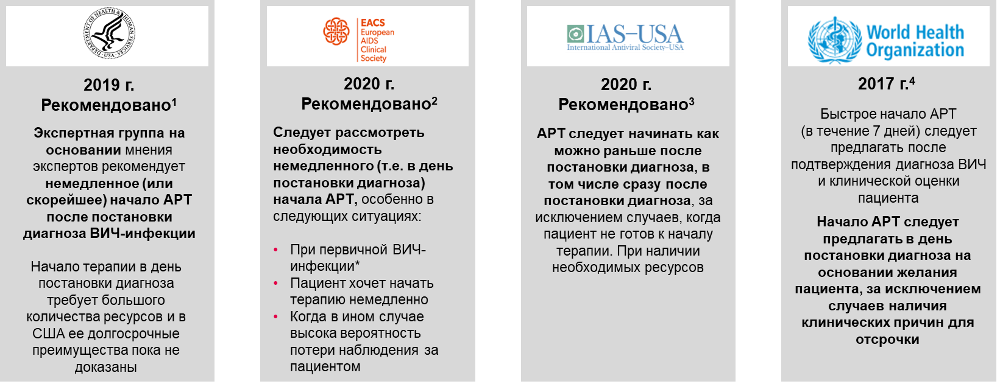 DEPARTMENT OF HEALTH & HUMAN SERVICES · USA
2019 г.
Рекомендовано1
Экспертная группа на
основании мнения
экспертов рекомендует
немедленное (или
скорейшее) начало АРТ
после постановки
диагноза ВИЧ-инфекции
Начало терапии в день
постановки диагноза
требует большого
количества ресурсов и в
США ее долгосрочные
преимущества пока не
доказаны
EACS
European
AIDS
Clinical
Society
2020 г.
Рекомендовано2
Следует рассмотреть
необходимость
немедленного (т.е. в день
постановки диагноза)
начала АРТ, особенно в
следующих ситуациях:
• При первичной ВИЧ-
инфекции*
• Пациент хочет начать
терапию немедленно
• Когда в ином случае
высока вероятность
потери наблюдения за
пациентом
IAS–USA
International Antiviral Society–USA
2020 г.
Рекомендовано3
АРТ следует начинать как
можно раньше после
постановки диагноза, в
том числе сразу после
постановки диагноза, за
исключением случаев, когда
пациент не готов к началу
терапии. При наличии
необходимых ресурсов
World Health
Organization
2017 г.4
Быстрое начало АРТ
(в течение 7 дней) следует
предлагать после
подтверждения диагноза ВИЧ
и клинической оценки
пациента
Начало АРТ следует
предлагать в день
постановки диагноза на
основании желания
пациента, за исключением
случаев наличия
клинических причин для
отсрочки